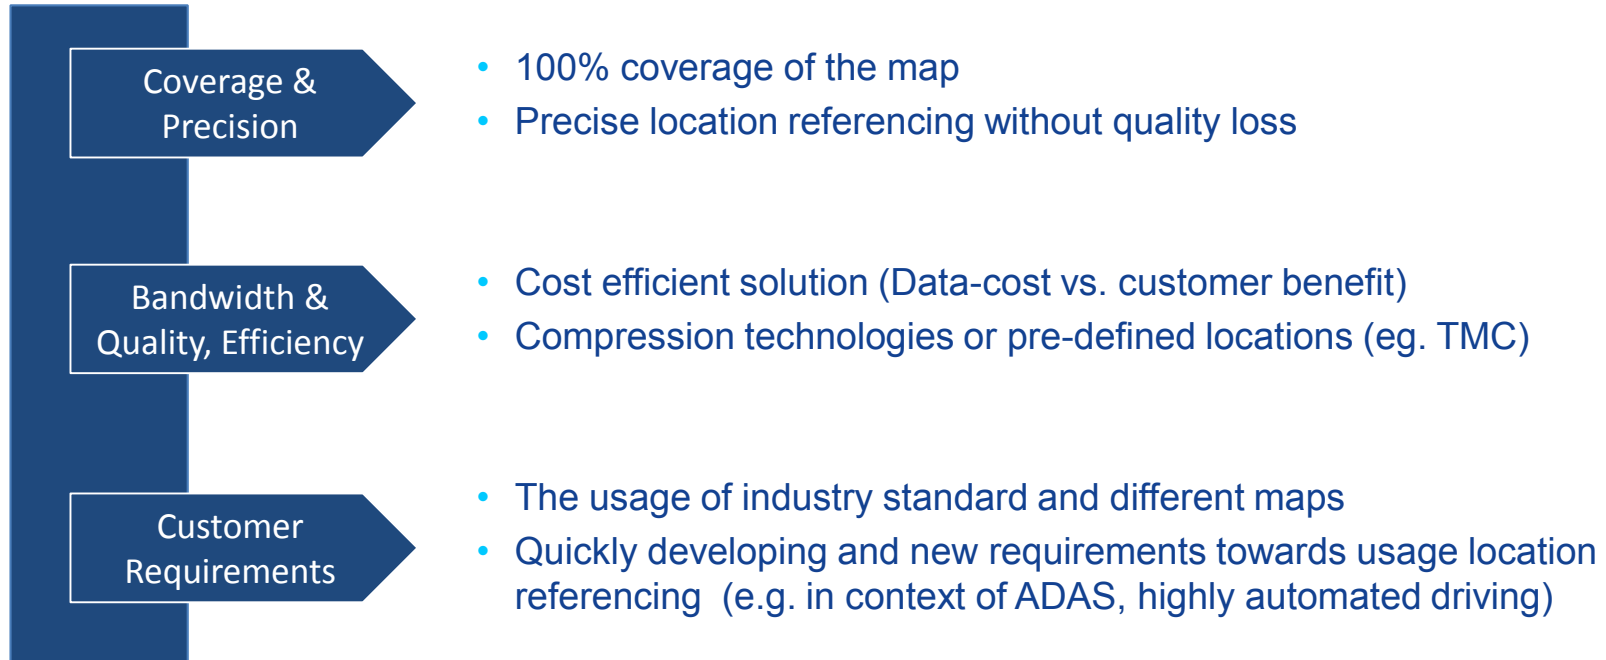 Coverage &
Precision
• 100% coverage of the map
• Precise location referencing without quality loss
Bandwidth &
Quality, Efficiency
• Cost efficient solution (Data-cost vs. customer benefit)
• Compression technologies or pre-defined locations (eg. TMC)
Customer
Requirements
• The usage of industry standard and different maps
• Quickly developing and new requirements towards usage location
referencing  (e.g. in context of ADAS, highly automated driving)